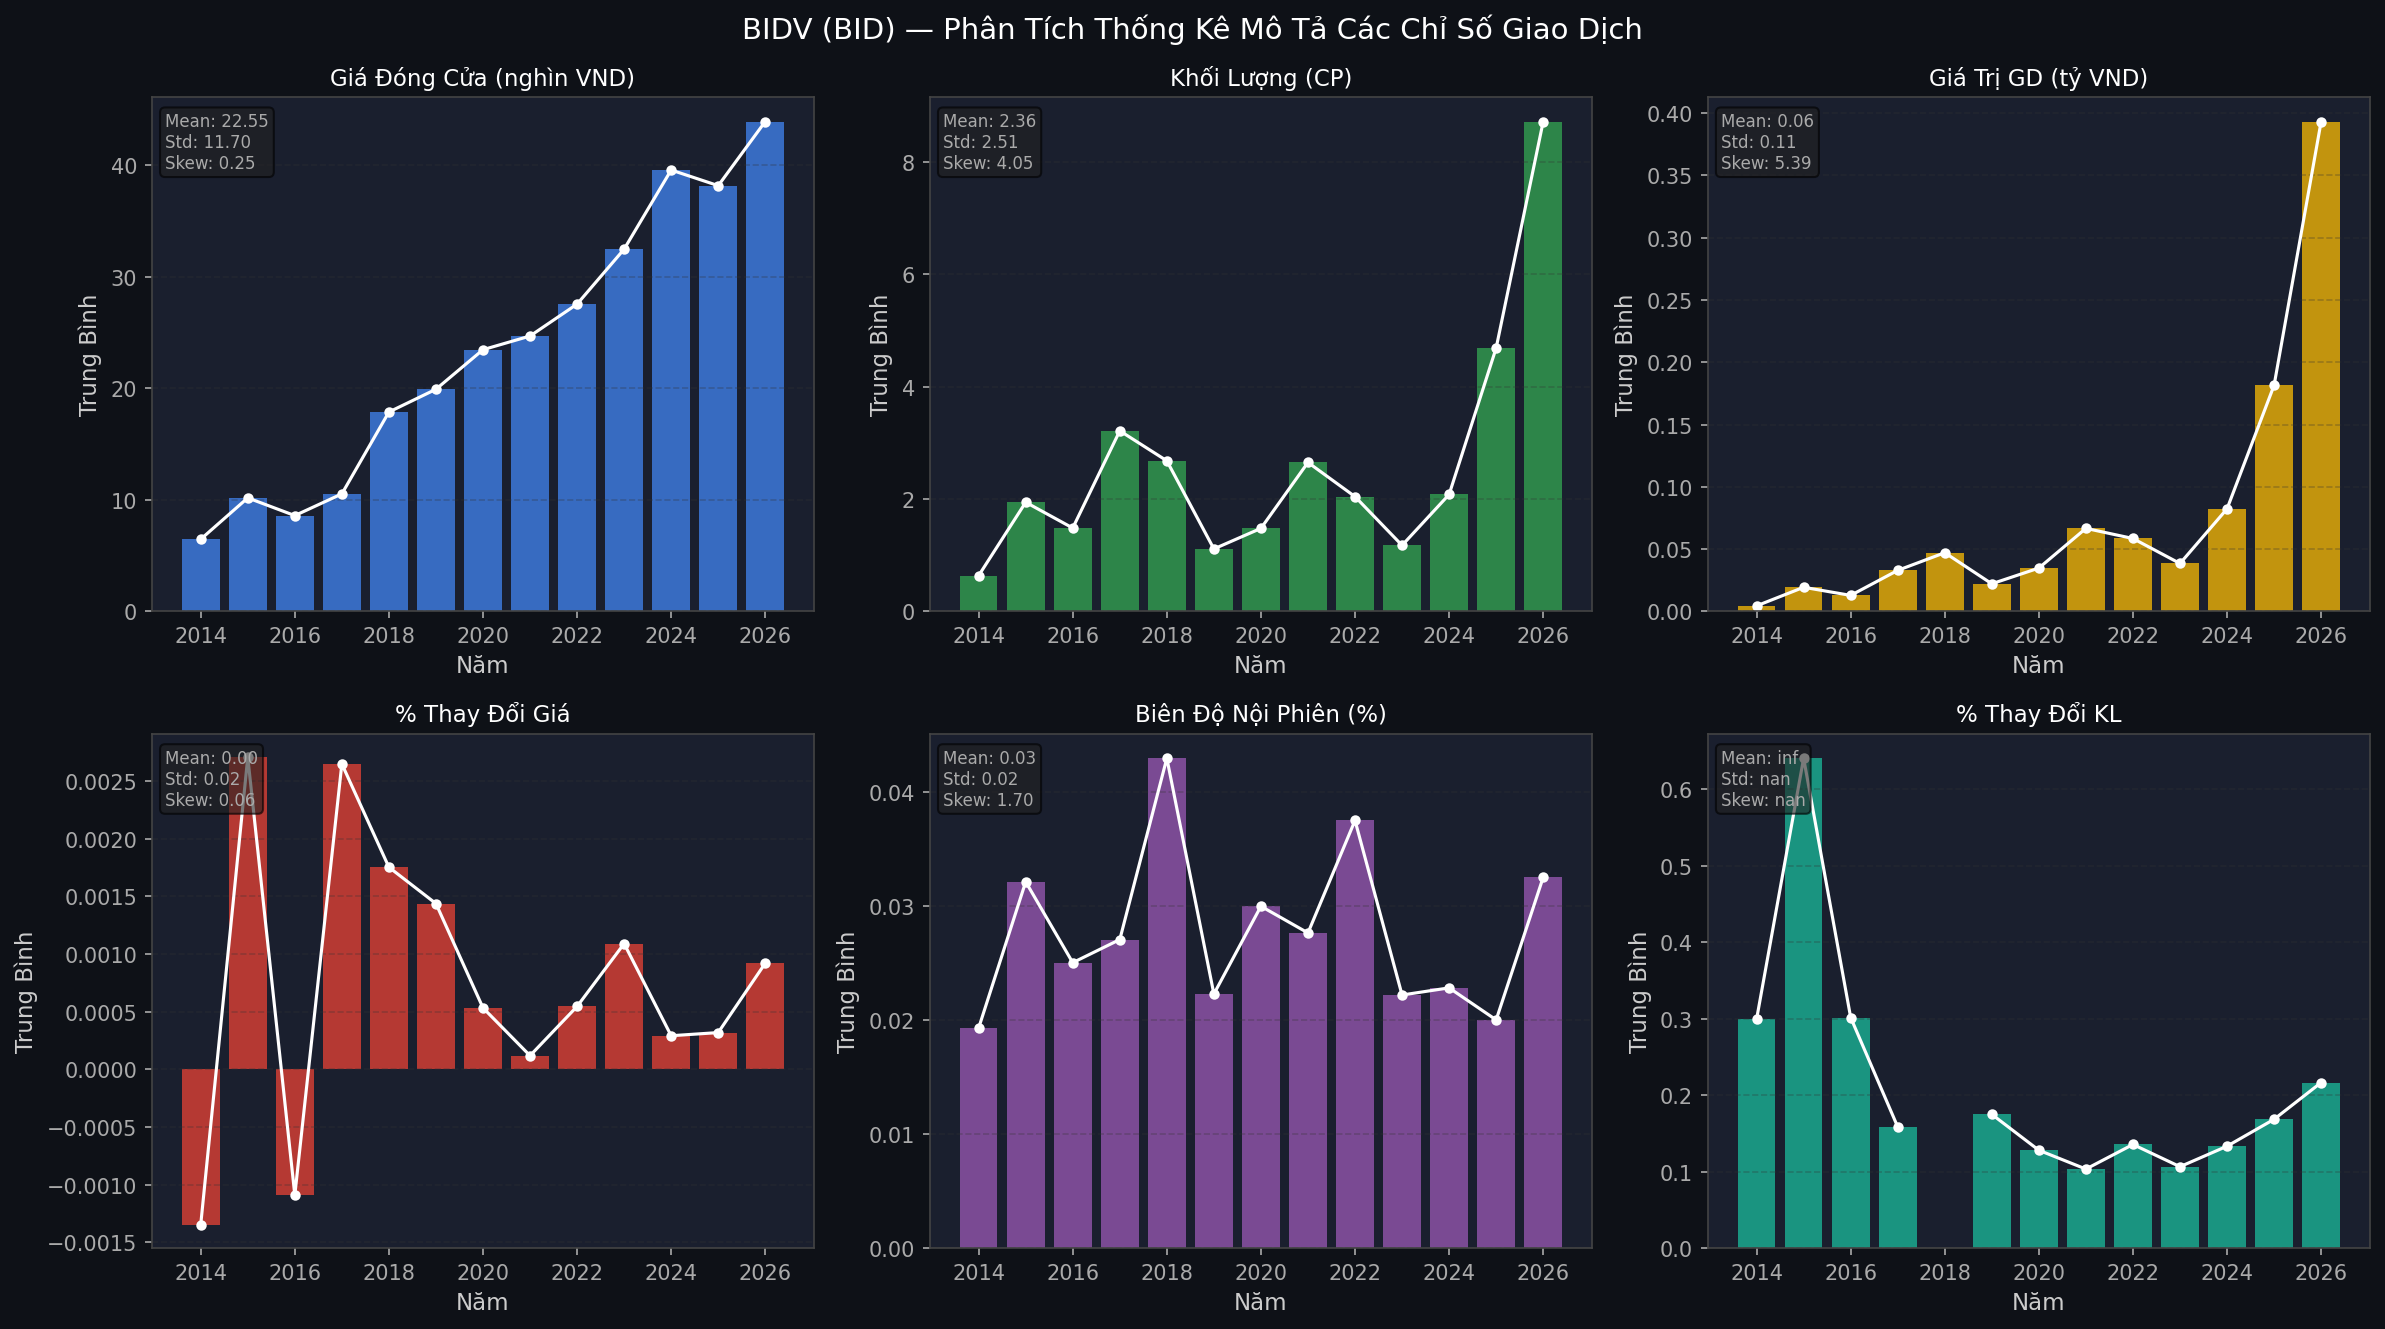 BIDV (BID) — Phân Tích Thống Kê Mô Tả Các Chỉ Số Giao Dịch
Giá Đóng Cửa (nghìn VND)
Mean: 22.55
Std: 11.70
Skew: 0.25
Trung Bình
40
30
20
10
0
2014 2016 2018 2020 2022 2024 2026
Năm
Khối Lượng (CP)
Mean: 2.36
Std: 2.51
Skew: 4.05
Trung Bình
8
6
4
2
0
2014 2016 2018 2020 2022 2024 2026
Năm
Giá Trị GD (tỷ VND)
Mean: 0.06
Std: 0.11
Skew: 5.39
Trung Bình
0.40
0.35
0.30
0.25
0.20
0.15
0.10
0.05
0.00
2014 2016 2018 2020 2022 2024 2026
Năm
% Thay Đổi Giá
Mean: 0.00
Std: 0.02
Skew: 0.06
Trung Bình
0.0025
0.0020
0.0015
0.0010
0.0005
0.0000
−0.0005
−0.0010
−0.0015
2014 2016 2018 2020 2022 2024 2026
Năm
Biên Độ Nội Phiên (%)
Mean: 0.03
Std: 0.02
Skew: 1.70
Trung Bình
0.04
0.03
0.02
0.01
0.00
2014 2016 2018 2020 2022 2024 2026
Năm
% Thay Đổi KL
Mean: inf
Std: nan
Skew: nan
Trung Bình
0.6
0.5
0.4
0.3
0.2
0.1
0.0
2014 2016 2018 2020 2022 2024 2026
Năm